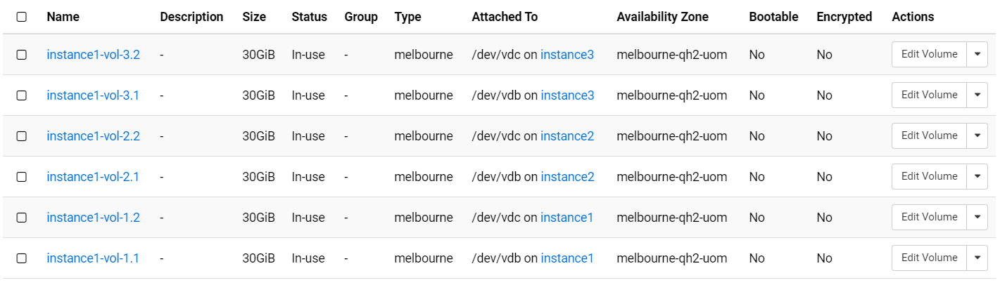 Name Description Size Status Group Type Attached To Availability Zone Bootable Encrypted Actions
instance1-vol-3.2 - 30GiB In-use - melbourne /dev/vdc on instance3 melbourne-qh2-uom No No Edit Volume
instance1-vol-3.1 - 30GiB In-use - melbourne /dev/vdb on instance3 melbourne-qh2-uom No No Edit Volume
instance1-vol-2.2 - 30GiB In-use - melbourne /dev/vdc on instance2 melbourne-qh2-uom No No Edit Volume
instance1-vol-2.1 - 30GiB In-use - melbourne /dev/vdb on instance2 melbourne-qh2-uom No No Edit Volume
instance1-vol-1.2 - 30GiB In-use - melbourne /dev/vdc on instance1 melbourne-qh2-uom No No Edit Volume
instance1-vol-1.1 - 30GiB In-use - melbourne /dev/vdb on instance1 melbourne-qh2-uom No No Edit Volume